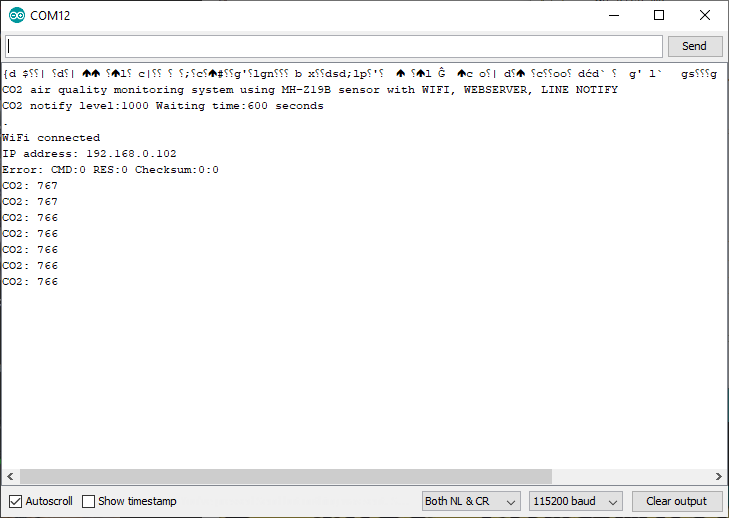 COM12
Send
CO2 air quality monitoring system using MH-Z19B sensor with WIFI, WEBSERVER, LINE NOTIFY
CO2 notify level:1000 Waiting time:600 seconds
.
WiFi connected
IP address: 192.168.0.102
Error: CMD:0 RES:0 Checksum:0:0
CO2: 767
CO2: 767
CO2: 766
CO2: 766
CO2: 766
CO2: 766
CO2: 766
Autoscroll
Show timestamp
Both NL & CR
115200 baud
Clear output